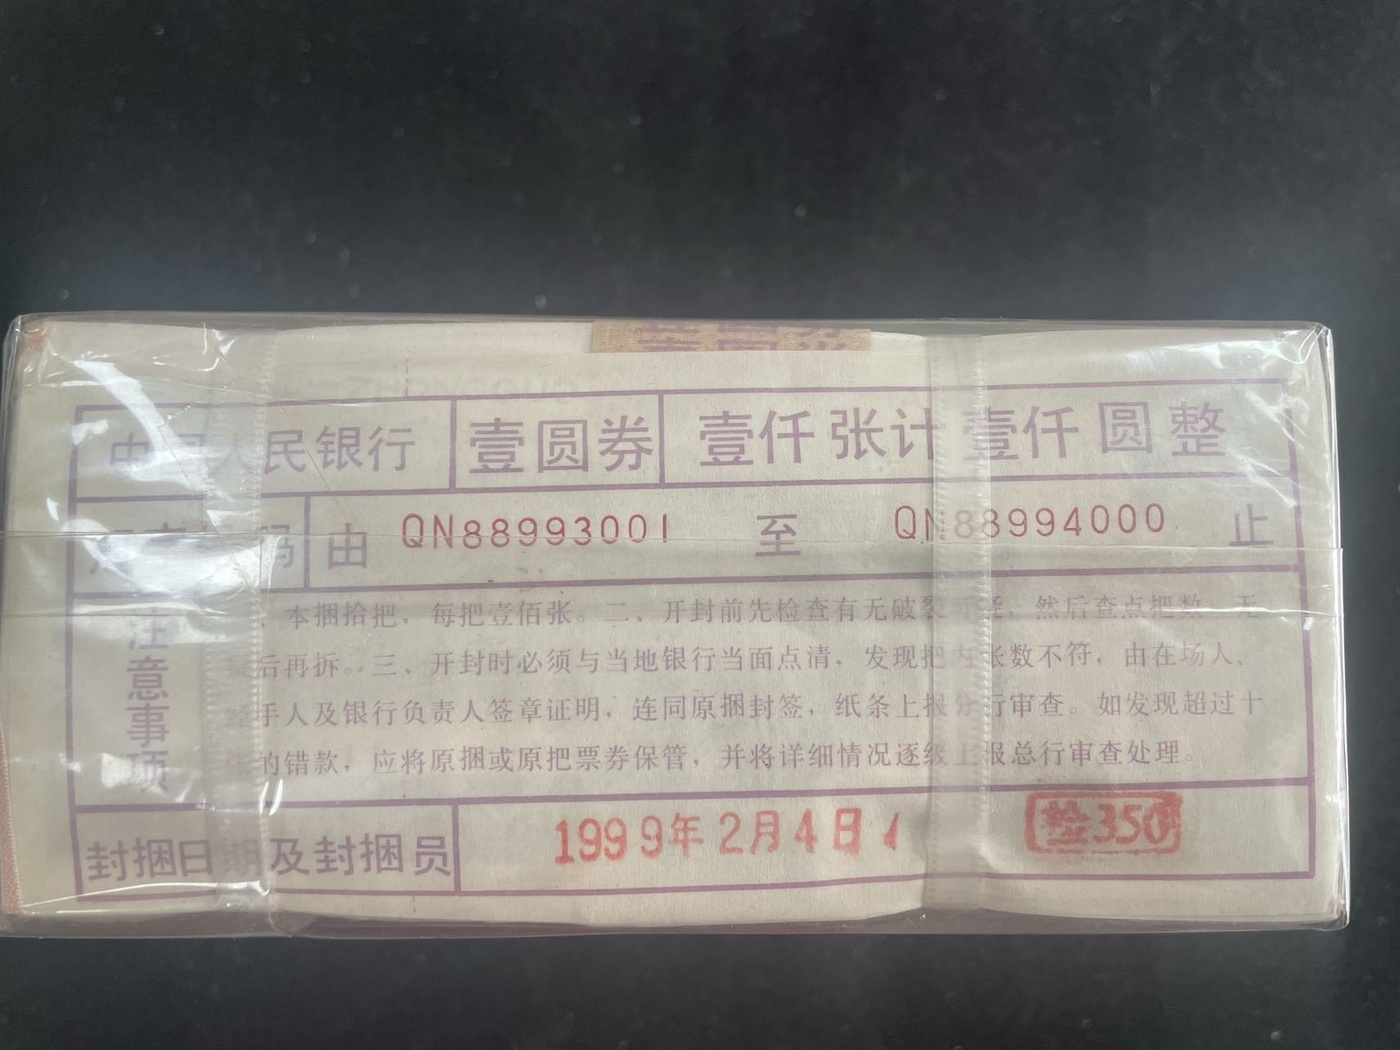 中国人民银行 壹圆券 壹仟张计壹仟圆整
由 QN88993001 至 QN88994000 止
注意事项
、本捆拾把，每把壹佰张。二、开封前先检查有无破裂 ，然后查点把数，无
后再拆。三、开封时必须与当地银行当面点清，发现把内张数不符，由在场人、
经手人及银行负责人签章证明，连同原捆封签，纸条上报分行审查。如发现超过十
张的错款，应将原捆或原把票券保管，并将详细情况逐级上报总行审查处理。
封捆日期及封捆员 1999年2月4日 检350